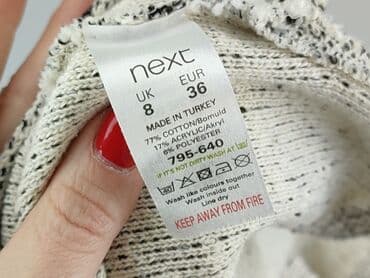 next
UK EUR
8 36
MADE IN TURKEY
77% COTTON/Bomuld
17% ACRYLIC/Akryl
6% POLYESTER
795-640
IF IT'S NOT DIRTY WASH AT
Wash like colours together
Wash inside out
Line dry
KEEP AWAY FROM FIRE